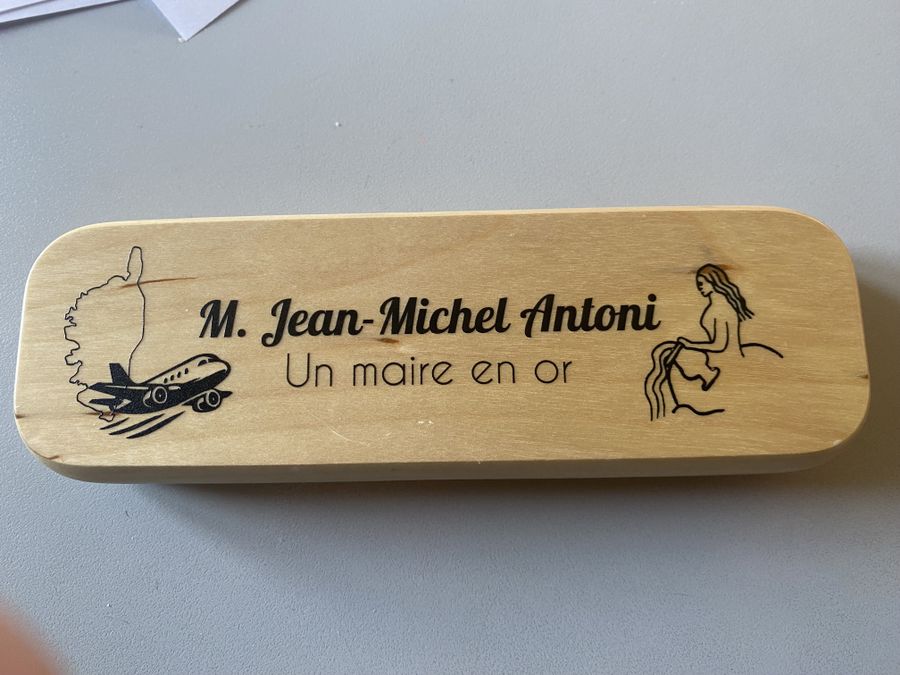 M. Jean-Michel Antoni
Un maire en or